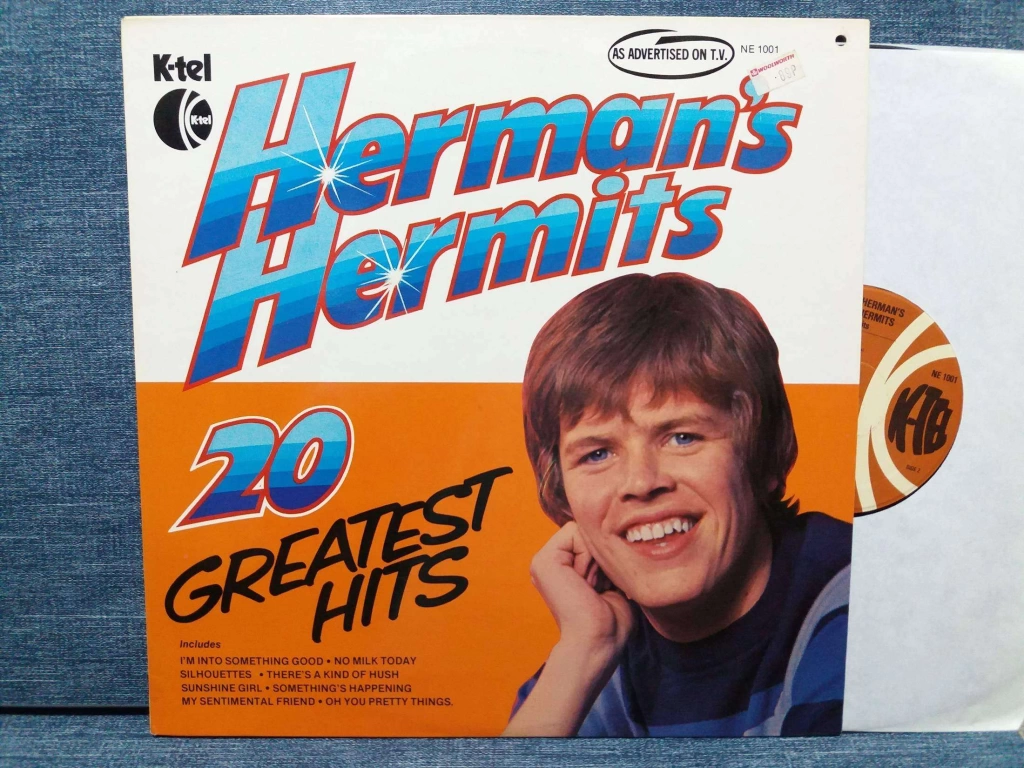 K-tel
K-tel
AS ADVERTISED ON T.V.
NE 1001
WOOLWORTH
Herman's
Hermits
20
GREATEST
HITS
includes
I'M INTO SOMETHING GOOD • NO MILK TODAY
SILHOUETTES • THERE'S A KIND OF HUSH
SUNSHINE GIRL • SOMETHING'S HAPPENING
MY SENTIMENTAL FRIEND • OH YOU PRETTY THINGS.
HERMAN'S
HERMITS
NE 1001